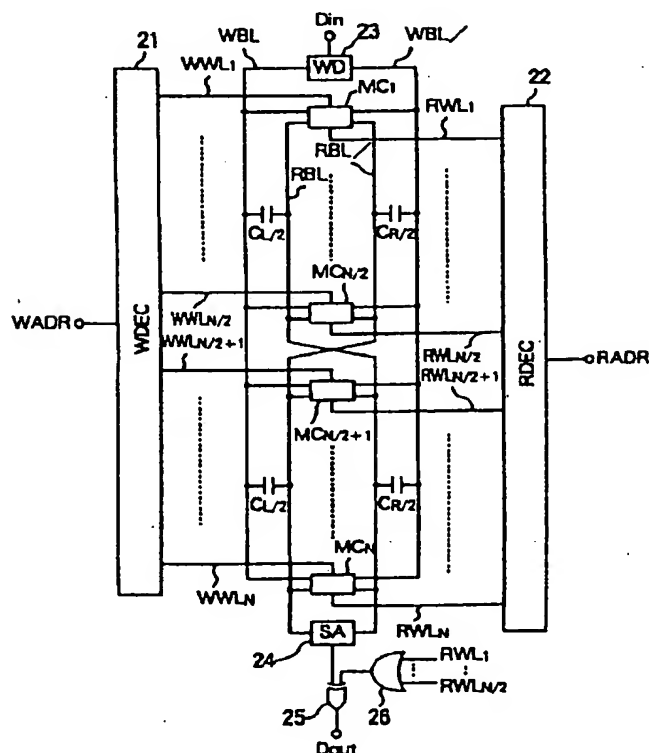 Din
21
WBL
23
WBL/
WD
22
WWL1
MC1
RWL1
RBL/
RBL
CL/2
CR/2
MCN/2
WADR
WDEC
WWLN/2
WWLN/2+1
RWLN/2
RWLN/2+1
RDEC
RADR
MCN/2+1
CL/2
CR/2
MCN
WWLN
SA
RWLN
24
RWL1
RWLN/2
25
26
Dout